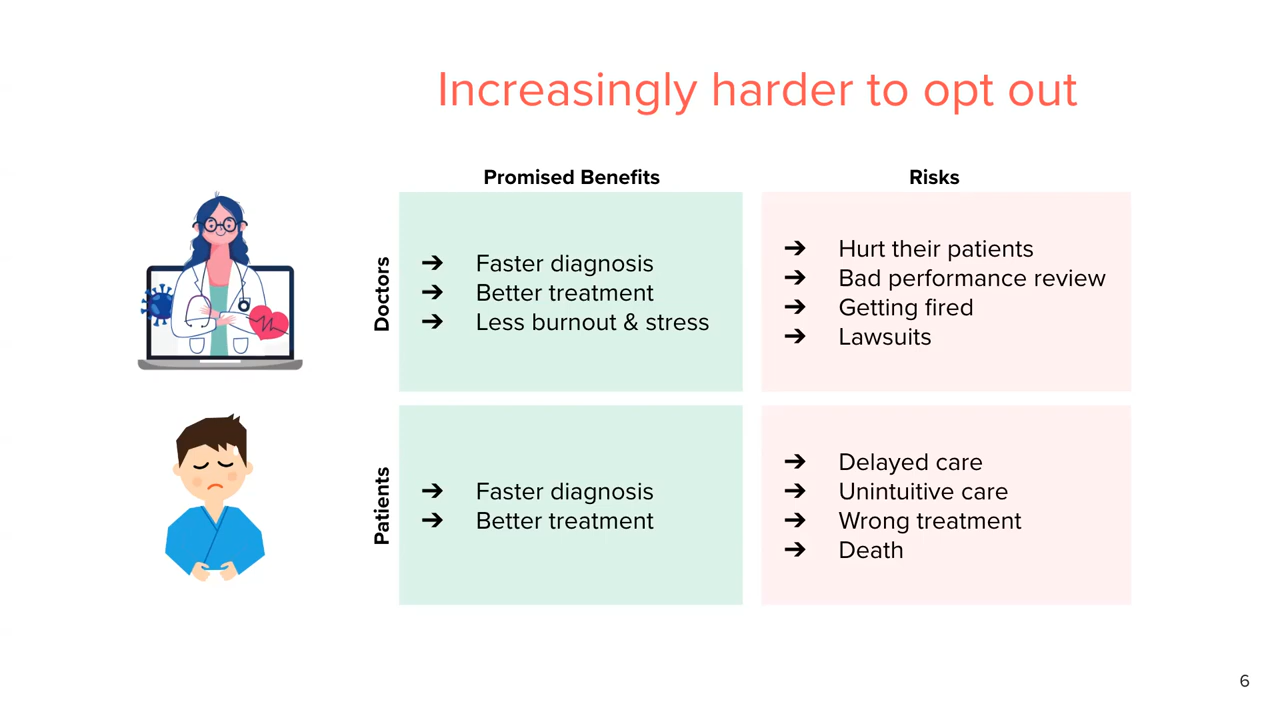 Increasingly harder to opt out
Promised Benefits
Risks
Doctors
➔ Faster diagnosis
➔ Better treatment
➔ Less burnout & stress
➔ Hurt their patients
➔ Bad performance review
➔ Getting fired
➔ Lawsuits
Patients
➔ Faster diagnosis
➔ Better treatment
➔ Delayed care
➔ Unintuitive care
➔ Wrong treatment
➔ Death
6